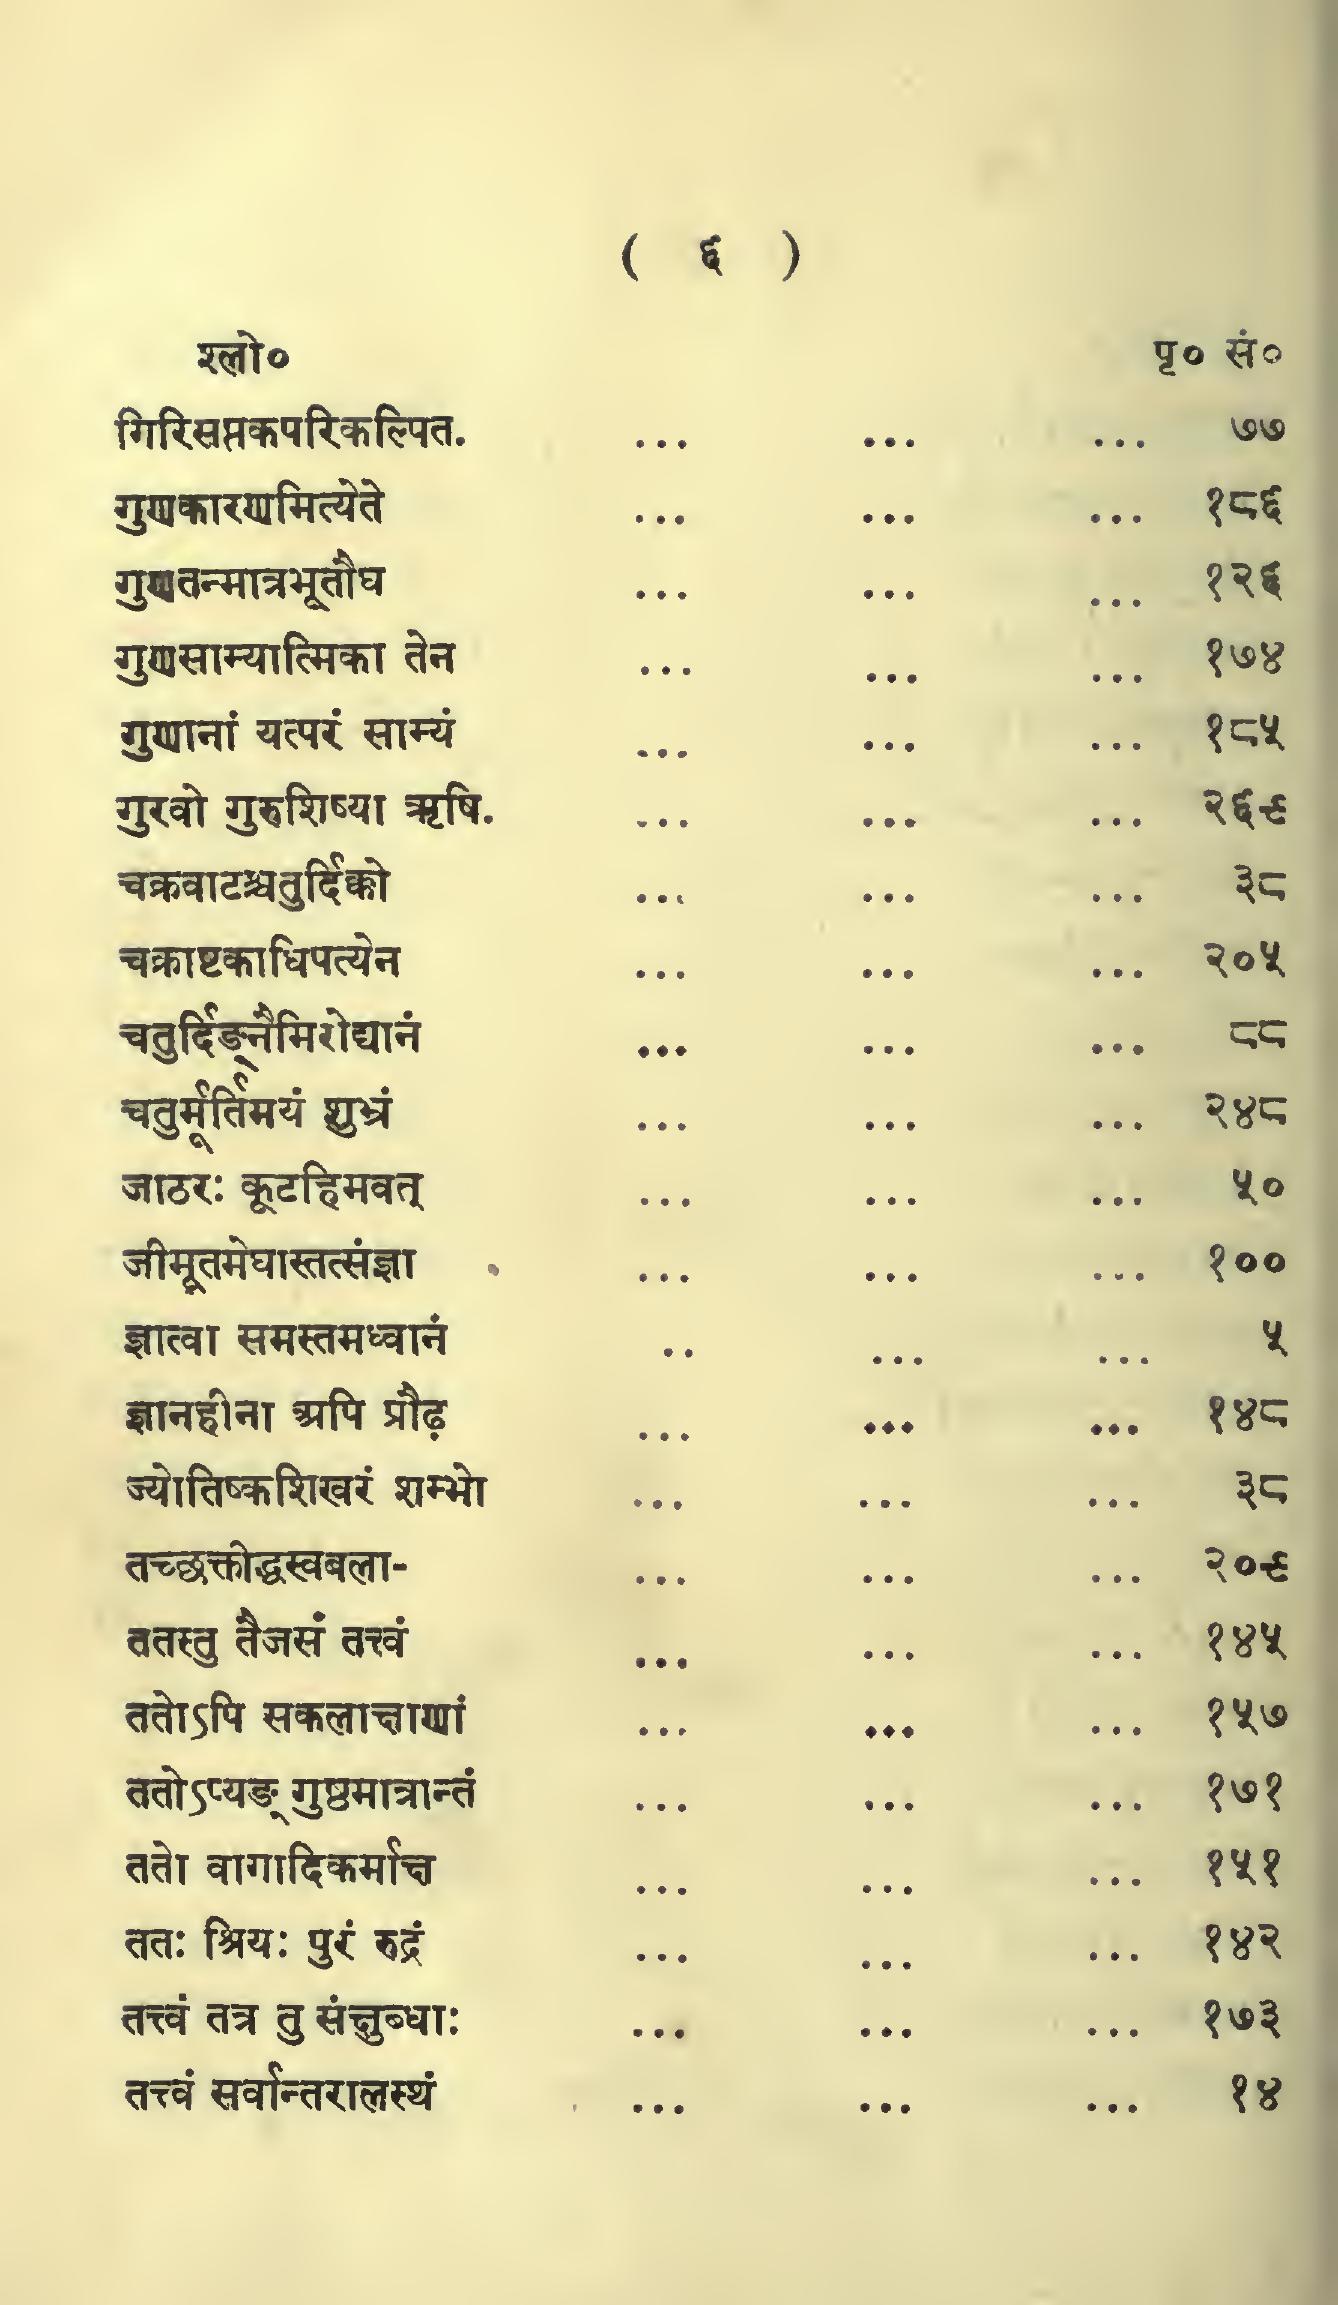 ( ६ )
श्लो० पृ० सं०
गिरिसप्तकपरिकल्पित. ... ... ... ७७
गुणकारणमित्येते ... ... ... १८६
गुणतन्मात्रभूतौघ ... ... ... १२६
गुणसाम्यात्मिका तेन ... ... ... १७४
गुणानां यत्परं साम्यं ... ... ... १८५
गुरवो गुरुशिष्या ऋषि. ... ... ... २६९
चक्रवाटश्चतुर्दिक्को ... ... ... ३८
चक्राष्टकाधिपत्येन ... ... ... २०५
चतुर्दिङ्नैमिरोद्यानं ... ... ... ८८
चतुर्मूर्तिमयं शुभ्रं ... ... ... २४८
जाठरः कूटहिमवत् ... ... ... ५०
जीमूतमेघास्तत्संज्ञा ... ... ... १००
ज्ञात्वा समस्तमध्वानं .. ... ... ५
ज्ञानहीना अपि प्रौढ़ ... ... ... १४८
ज्योतिष्कशिखरं शम्भो ... ... ... ३८
तच्छक्तीद्धस्वबला- ... ... ... २०९
ततस्तु तैजसं तत्त्वं ... ... ... १४५
ततोऽपि सकलाक्षाणां ... ... ... १५७
ततोऽप्यङ्गुष्ठमात्रान्तं ... ... ... १७१
ततो वागादिकर्माक्ष ... ... ... १५१
ततः श्रियः पुरं रुद्रं ... ... ... १४२
तत्त्वं तत्र तु संक्षुब्धाः ... ... ... १७३
तत्त्वं सर्वान्तरालस्थं ... ... ... १४